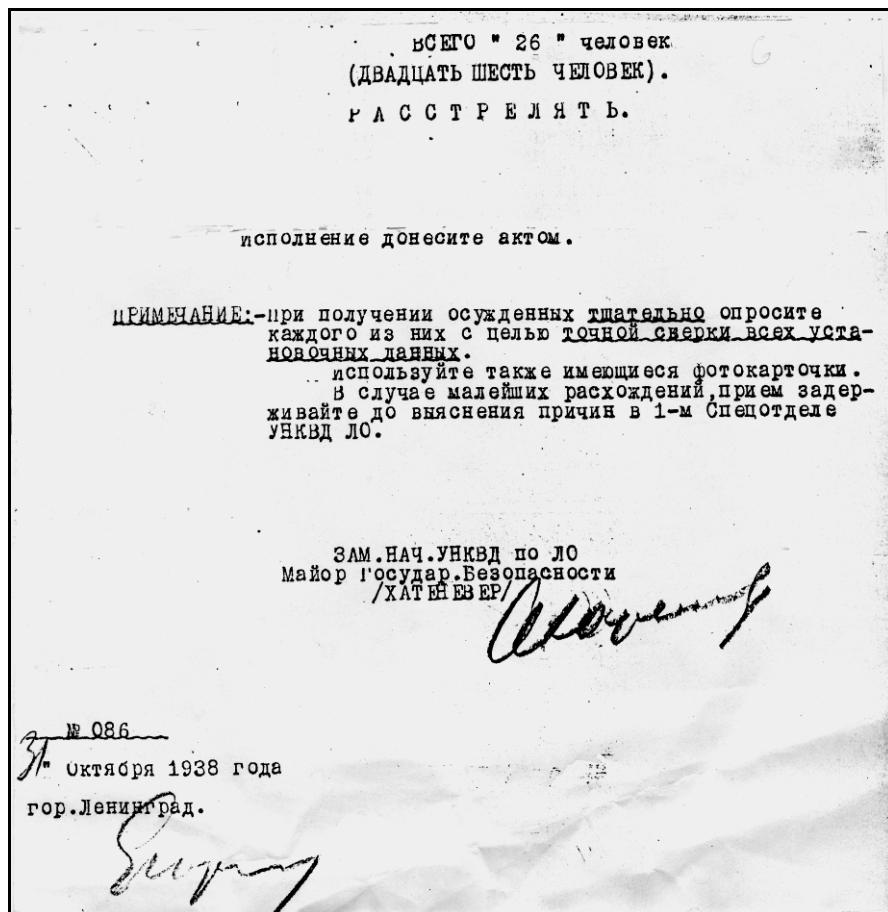 ВСЕГО " 26 " человек
(ДВАДЦАТЬ ШЕСТЬ ЧЕЛОВЕК).
Р А С С Т Р Е Л Я Т Ь.
исполнение донесите актом.
ПРИМЕЧАНИЕ:-При получении осужденных тщательно опросите
каждого из них с целью точной сверки всех уста-
новочных данных.
Используйте также имеющиеся фотокарточки.
В случае малейших расхождений,прием задер-
живайте до выяснения причин в 1-м Спецотделе
УНКВД ЛО.
ЗАМ.НАЧ.УНКВД по ЛО
Майор Государ.Безопасности
/ХАТЕНЕВЕР/
№ 086
31" Октября 1938 года
гор.Ленинград.